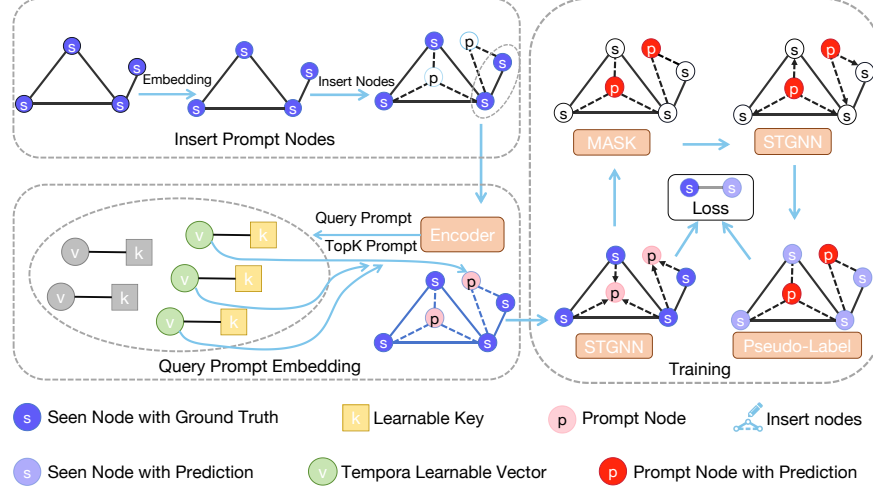 s
s
s
s
Embedding
s
s
s
s
Insert Nodes
s
p
p
s
s
s
Insert Prompt Nodes
v
k
v
k
v
k
v
k
v
k
Query Prompt
TopK Prompt
Encoder
s
p
p
s
s
s
Query Prompt Embedding
s
p
p
s
s
s
MASK
s
p
p
s
s
s
STGNN
s
s
Loss
s
p
p
s
s
s
STGNN
s
p
p
s
s
s
Pseudo-Label
Training
s Seen Node with Ground Truth
k Learnable Key
p Prompt Node
Insert nodes
s Seen Node with Prediction
v Tempora Learnable Vector
p Prompt Node with Prediction